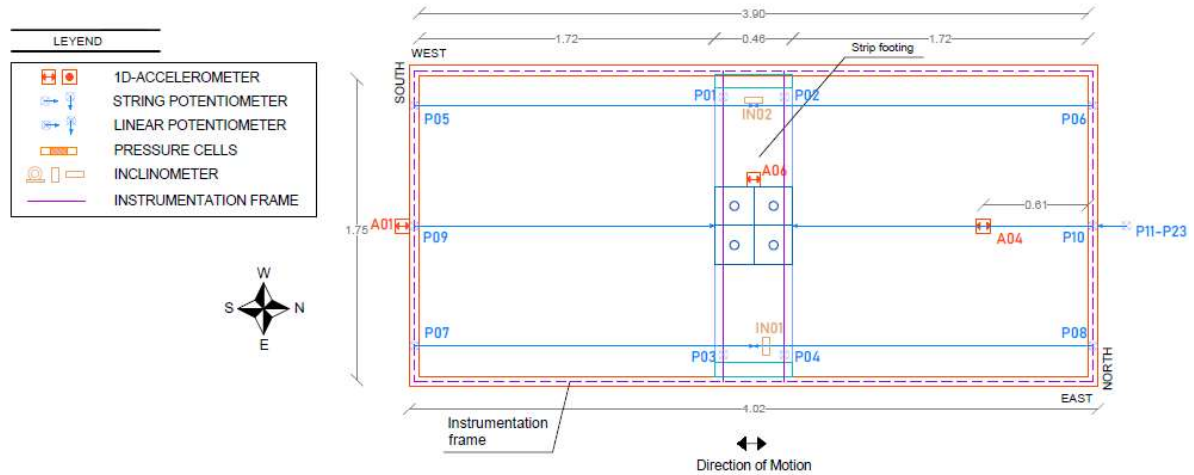 LEYEND
1D-ACCELEROMETER
STRING POTENTIOMETER
LINEAR POTENTIOMETER
PRESSURE CELLS
INCLINOMETER
INSTRUMENTATION FRAME
W
S N
E
3.90
1.72 0.46 1.72
WEST
Strip footing
SOUTH
P01 P02
P05 IN02 P06
A06
0.61
1.75
A01 P09 A04 P10 P11-P23
P07 IN01 P08
P03 P04
NORTH
EAST
4.02
Instrumentation
frame
Direction of Motion